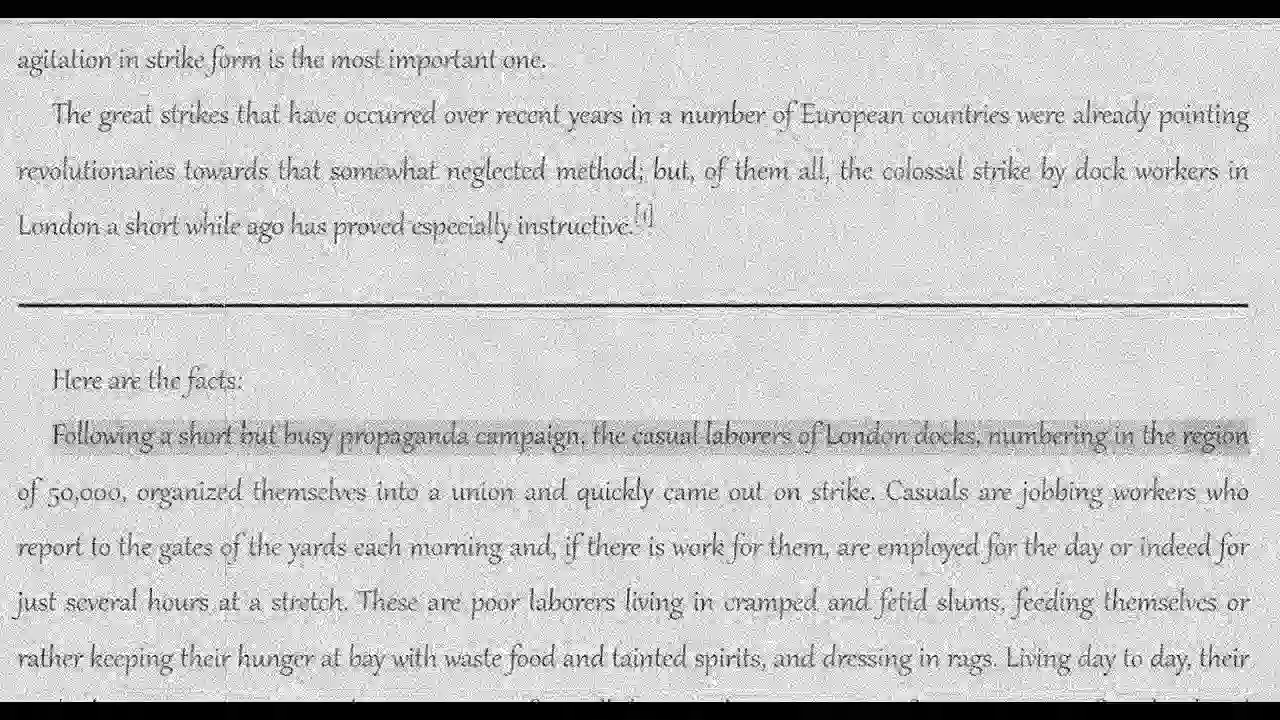 agitation in strike form is the most important one.
The great strikes that have occurred over recent years in a number of European countries were already pointing
revolutionaries towards that somewhat neglected method; but, of them all, the colossal strike by dock workers in
London a short while ago has proved especially instructive.[1]
Here are the facts:
Following a short but busy propaganda campaign, the casual laborers of London docks, numbering in the region
of 50,000, organized themselves into a union and quickly came out on strike. Casuals are jobbing workers who
report to the gates of the yards each morning and, if there is work for them, are employed for the day or indeed for
just several hours at a stretch. These are poor laborers living in cramped and fetid slums, feeding themselves or
rather keeping their hunger at bay with waste food and tainted spirits, and dressing in rags. Living day to day, their